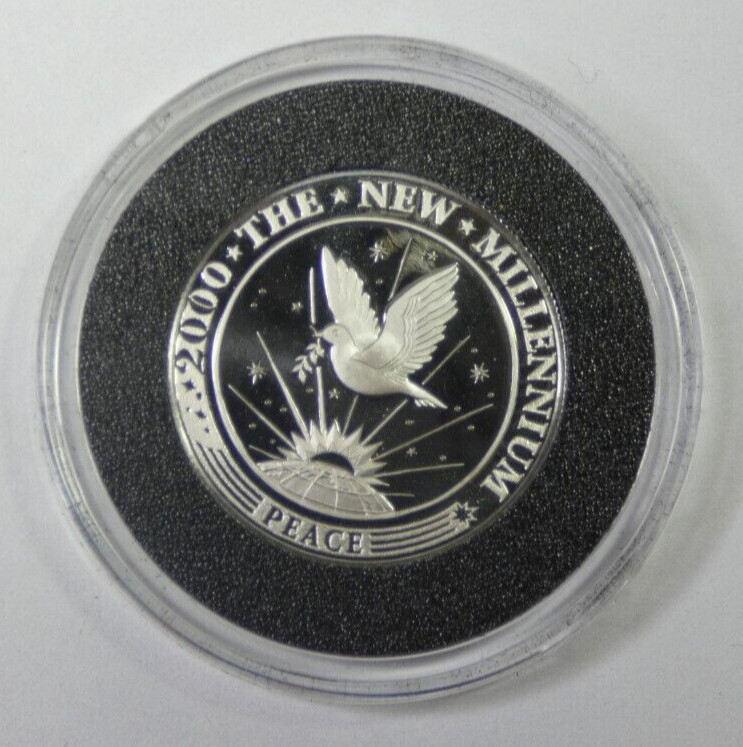 2000 ★ THE ★ NEW ★ MILLENNIUM
PEACE